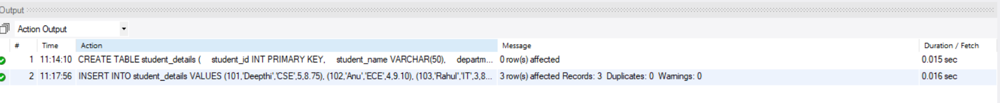 Output
Action Output
# Time Action Message Duration / Fetch
1 11:14:10 CREATE TABLE student_details ( student_id INT PRIMARY KEY, student_name VARCHAR(50), departm... 0 row(s) affected 0.015 sec
2 11:17:56 INSERT INTO student_details VALUES (101,'Deepthi','CSE',5,8.75), (102,'Anu','ECE',4,9.10), (103,'Rahul','IT',3,8... 3 row(s) affected Records: 3 Duplicates: 0 Warnings: 0 0.016 sec